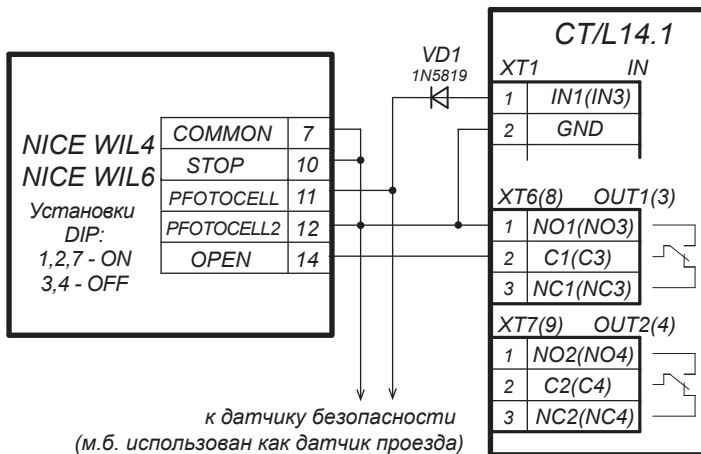 NICE WIL4
NICE WIL6
Установки
DIP:
1,2,7 - ON
3,4 - OFF
COMMON 7
STOP 10
PFOTOCELL 11
PFOTOCELL2 12
OPEN 14
VD1
1N5819
CT/L14.1
XT1 IN
1 IN1(IN3)
2 GND
XT6(8) OUT1(3)
1 NO1(NO3)
2 C1(C3)
3 NC1(NC3)
XT7(9) OUT2(4)
1 NO2(NO4)
2 C2(C4)
3 NC2(NC4)
к датчику безопасности
(м.б. использован как датчик проезда)